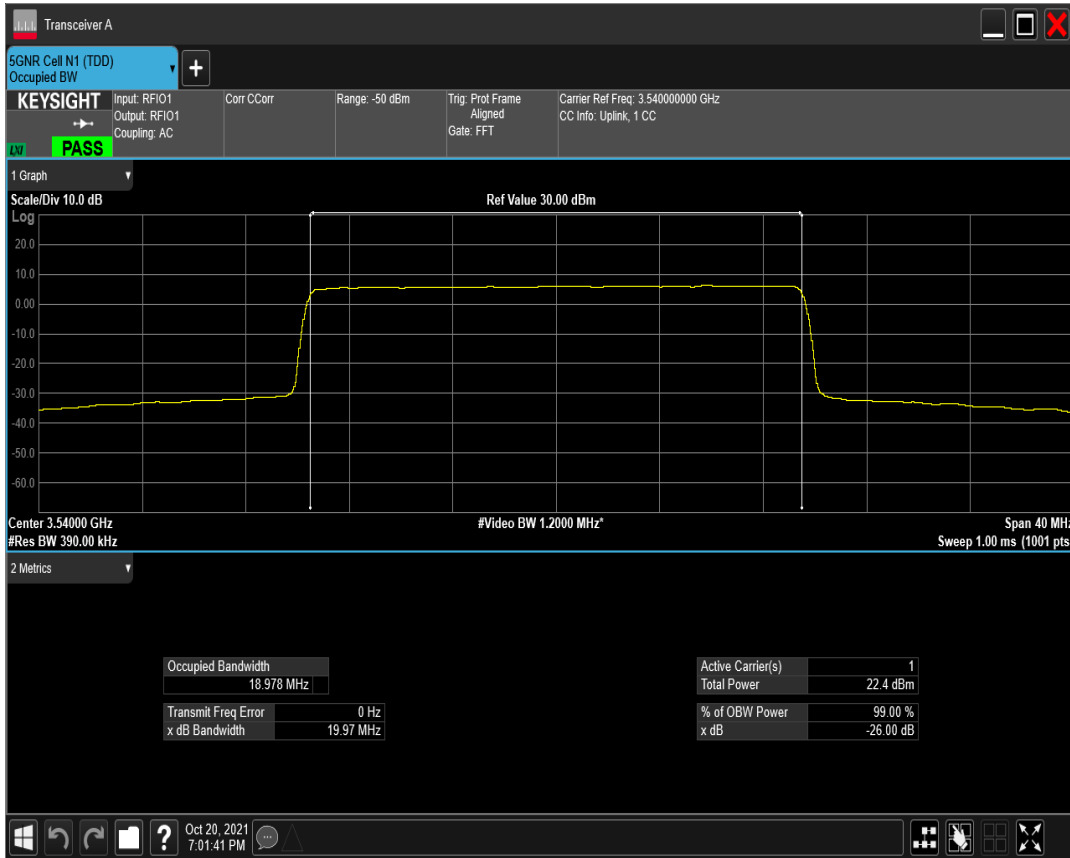 Transceiver A
5GNR Cell N1 (TDD)
Occupied BW
+
KEYSIGHT
LXI
PASS
Input: RFIO1
Output: RFIO1
Coupling: AC
Corr CCorr
Range: -50 dBm
Trig: Prot Frame
Aligned
Gate: FFT
Carrier Ref Freq: 3.540000000 GHz
CC Info: Uplink, 1 CC
1 Graph
Scale/Div 10.0 dB
Ref Value 30.00 dBm
Log
20.0
10.0
0.00
-10.0
-20.0
-30.0
-40.0
-50.0
-60.0
Center 3.54000 GHz
#Video BW 1.2000 MHz*
Span 40 MHz
#Res BW 390.00 kHz
Sweep 1.00 ms (1001 pts
2 Metrics
Occupied Bandwidth
18.978 MHz
Transmit Freq Error 0 Hz
x dB Bandwidth 19.97 MHz
Active Carrier(s) 1
Total Power 22.4 dBm
% of OBW Power 99.00 %
x dB -26.00 dB
?
Oct 20, 2021
7:01:41 PM